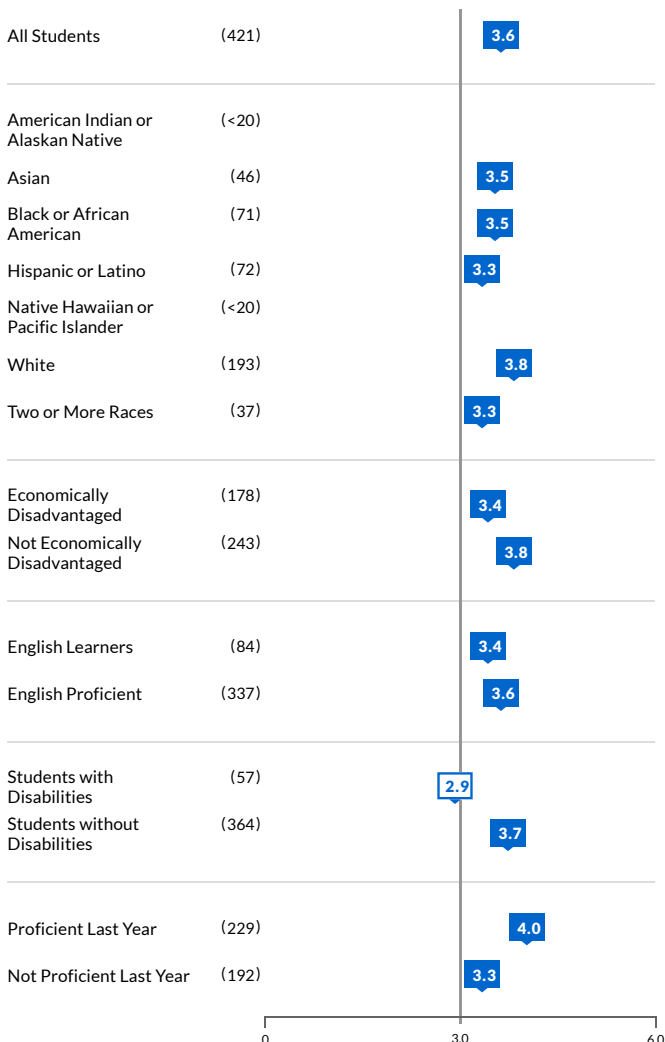 All Students (421) 3.6
American Indian or (<20)
Alaskan Native
Asian (46) 3.5
Black or African (71) 3.5
American
Hispanic or Latino (72) 3.3
Native Hawaiian or (<20)
Pacific Islander
White (193) 3.8
Two or More Races (37) 3.3
Economically (178) 3.4
Disadvantaged
Not Economically (243) 3.8
Disadvantaged
English Learners (84) 3.4
English Proficient (337) 3.6
Students with (57) 2.9
Disabilities
Students without (364) 3.7
Disabilities
Proficient Last Year (229) 4.0
Not Proficient Last Year (192) 3.3
0 3.0 6.0